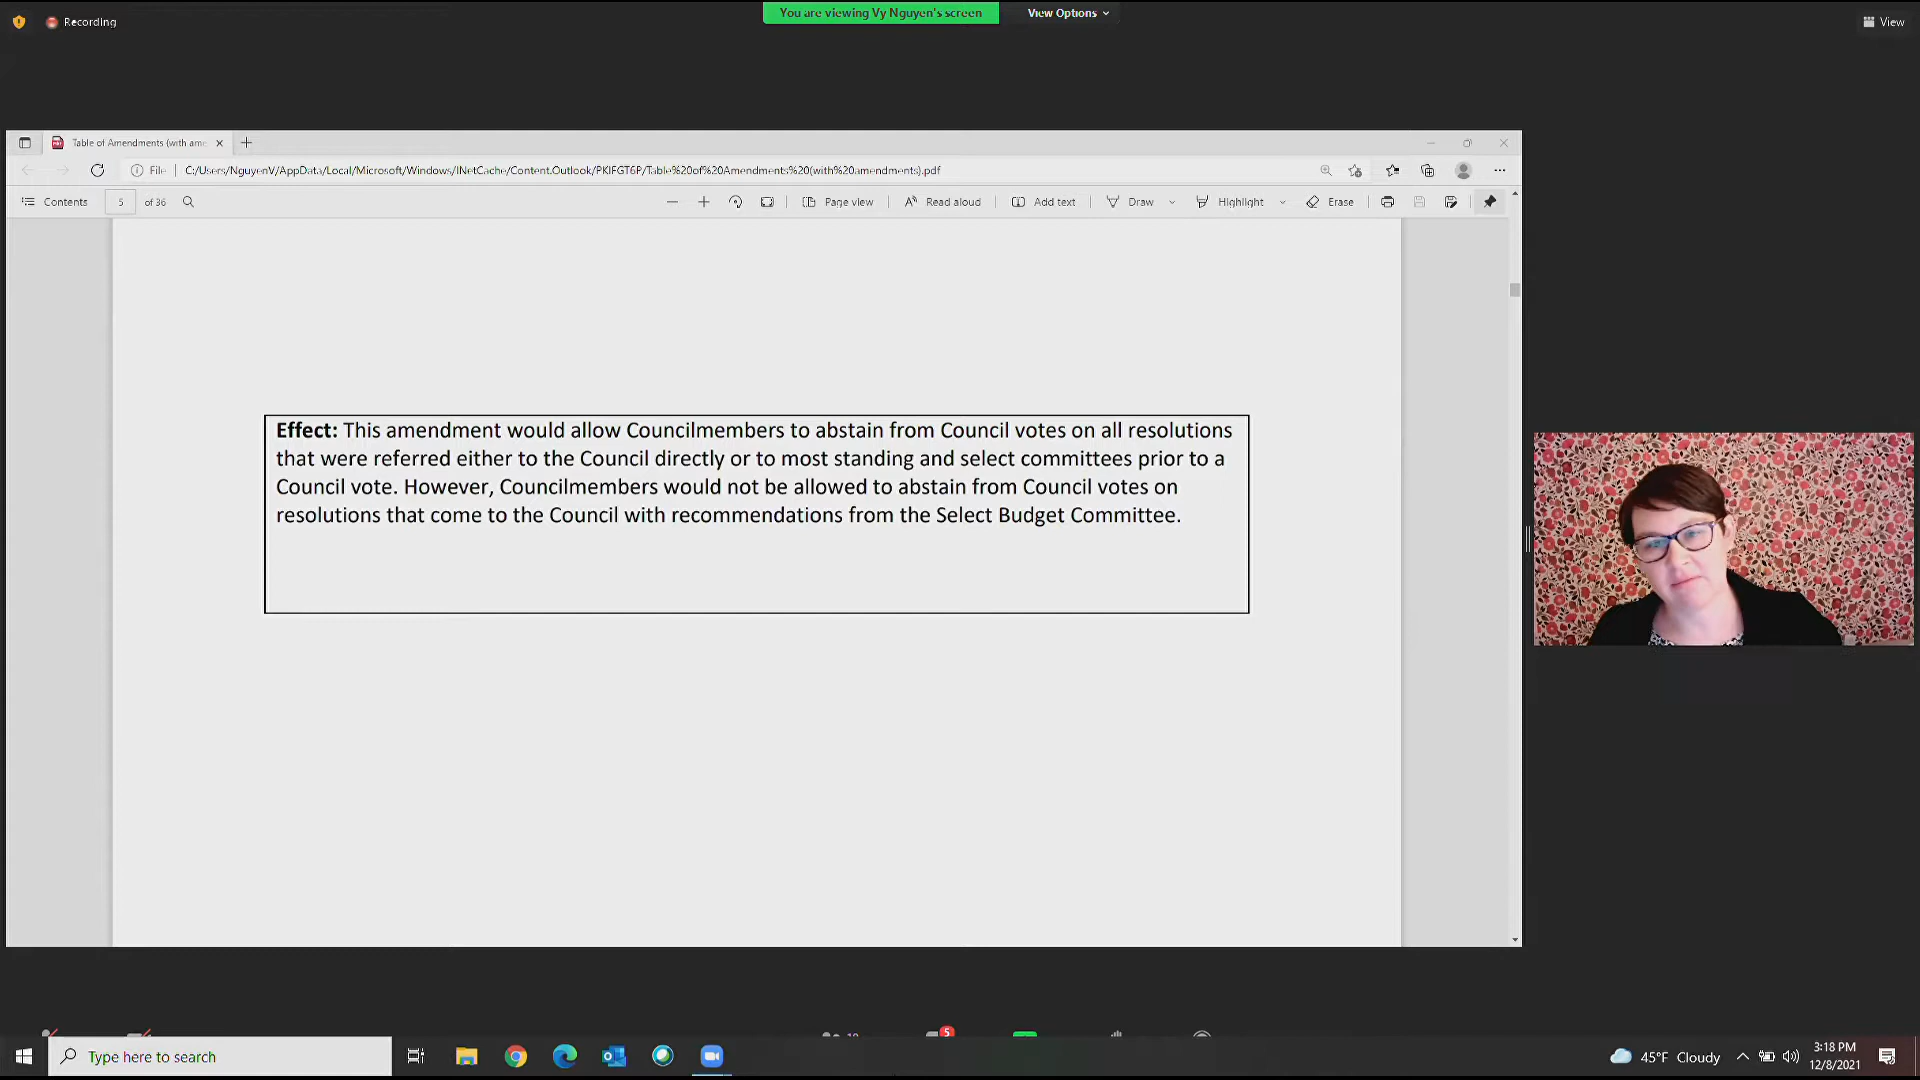 Recording
You are viewing Vy Nguyen's screen
View Options
View
Table of Amendments (with ame
File
C:/Users/NguyenV/AppData/Local/Microsoft/Windows/INetCache/Content.Outlook/PKIFGT6P/Table%20of%20Amendments%20(with%20amendments).pdf
Contents
5
of 36
Page view
Read aloud
Add text
Draw
Highlight
Erase
Effect: This amendment would allow Councilmembers to abstain from Council votes on all resolutions
that were referred either to the Council directly or to most standing and select committees prior to a
Council vote. However, Councilmembers would not be allowed to abstain from Council votes on
resolutions that come to the Council with recommendations from the Select Budget Committee.
5
Type here to search
45°F Cloudy
3:18 PM
12/8/2021